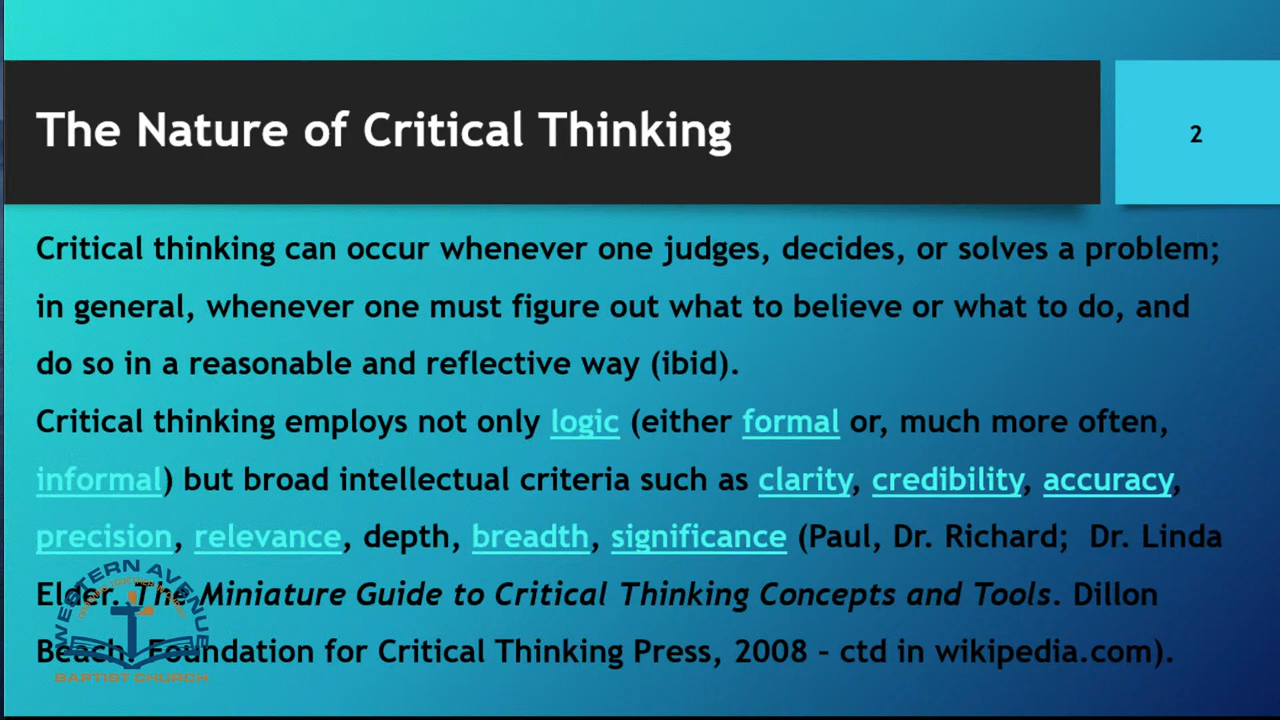 The Nature of Critical Thinking
2
Critical thinking can occur whenever one judges, decides, or solves a problem;
in general, whenever one must figure out what to believe or what to do, and
do so in a reasonable and reflective way (ibid).
Critical thinking employs not only logic (either formal or, much more often,
informal) but broad intellectual criteria such as clarity, credibility, accuracy,
precision, relevance, depth, breadth, significance (Paul, Dr. Richard;  Dr. Linda
Elder. The Miniature Guide to Critical Thinking Concepts and Tools. Dillon
Beach: Foundation for Critical Thinking Press, 2008 - ctd in wikipedia.com).
WESTERN AVENUE
BAPTIST CHURCH